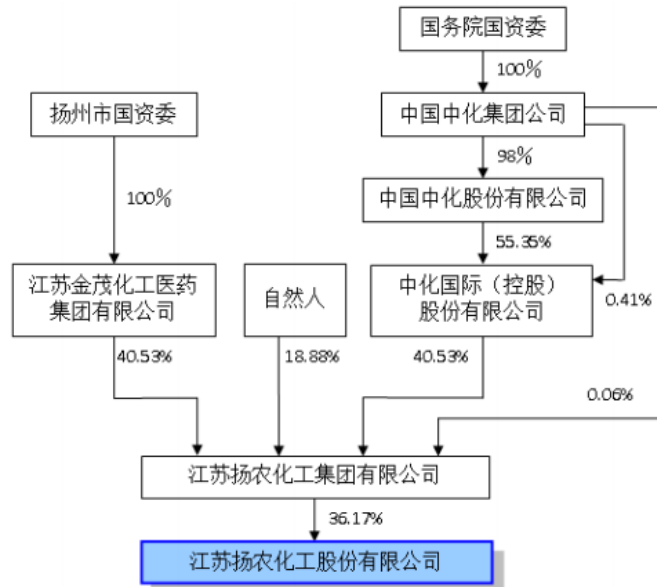 国务院国资委
100%
扬州市国资委
中国中化集团公司
98%
100%
中国中化股份有限公司
55.35%
江苏金茂化工医药
集团有限公司
自然人
中化国际（控股）
股份有限公司
0.41%
40.53%
18.88%
40.53%
0.06%
江苏扬农化工集团有限公司
36.17%
江苏扬农化工股份有限公司